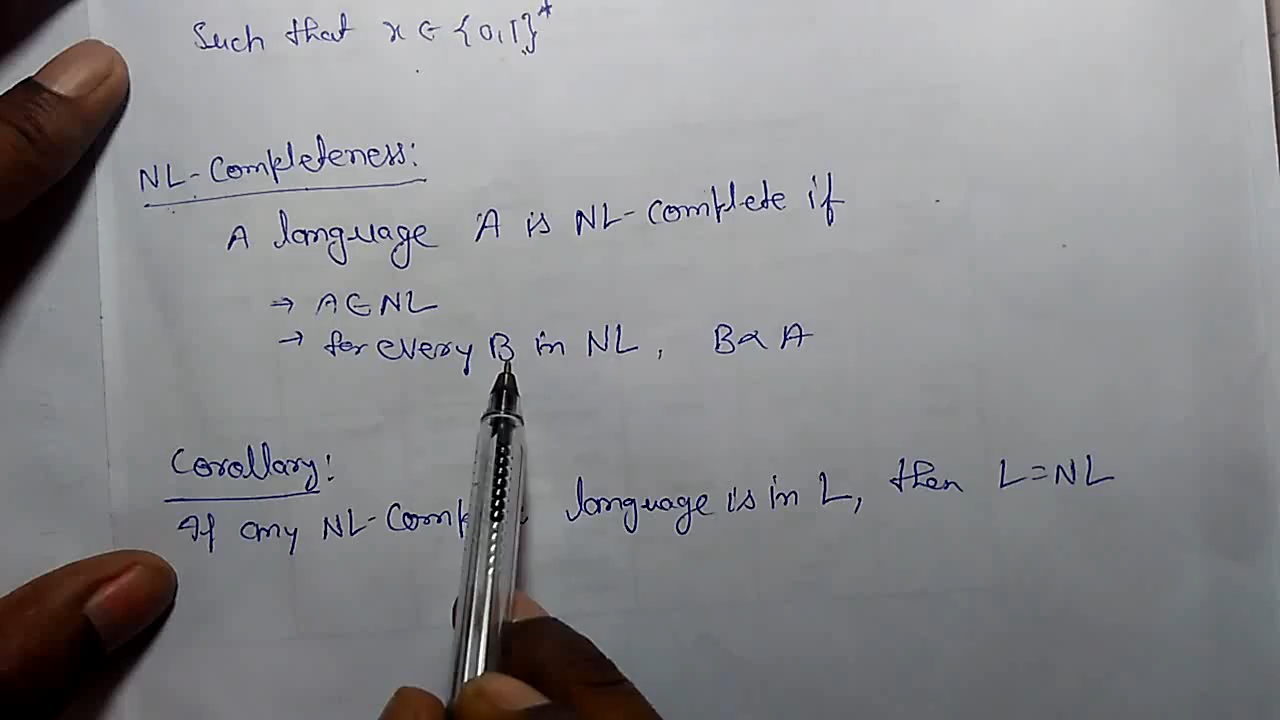 Such that x ∈ {0,1}*
NL-Completeness:
A language A is NL-complete if
→ A∈NL
→ for every B in NL, B∝ A
Corollary:
If any NL-Comp language is in L, then L=NL